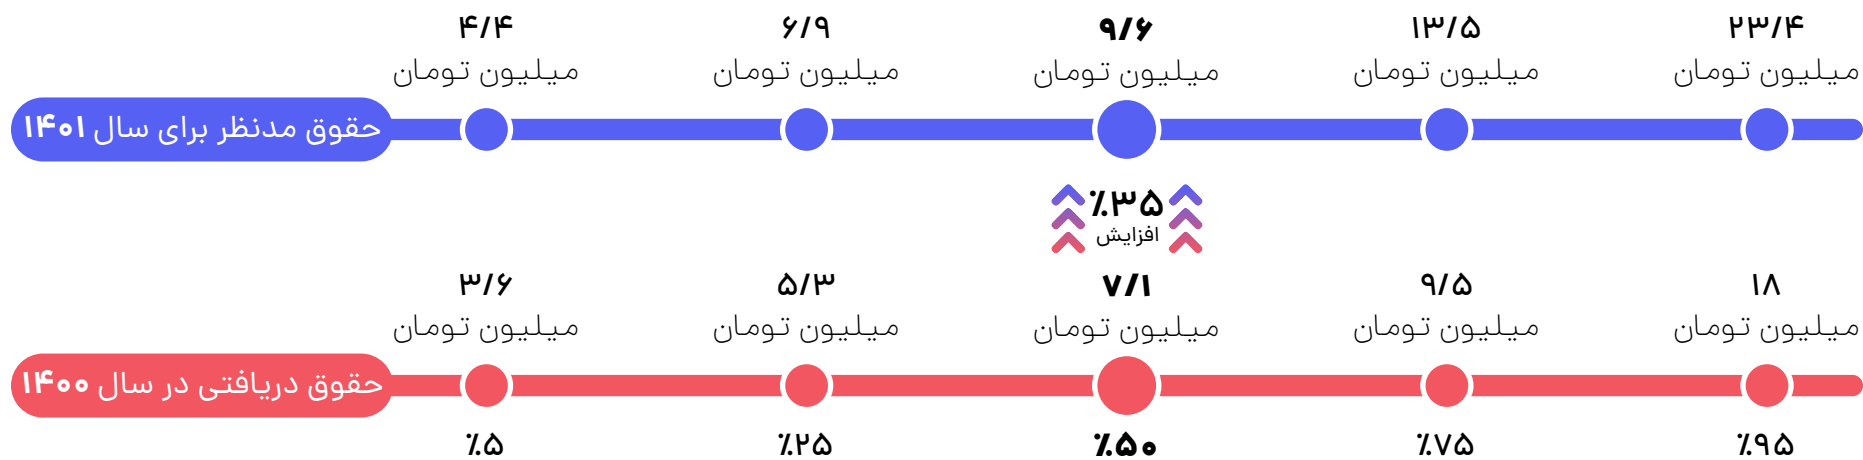 ۴/۴
میلیون تومان
۶/۹
میلیون تومان
۹/۶
میلیون تومان
۱۳/۵
میلیون تومان
۲۳/۴
میلیون تومان
حقوق مدنظر برای سال ۱۴۰۱
٪۳۵
افزایش
۳/۶
میلیون تومان
۵/۳
میلیون تومان
۷/۱
میلیون تومان
۹/۵
میلیون تومان
۱۸
میلیون تومان
حقوق دریافتی در سال ۱۴۰۰
٪۵
٪۲۵
٪۵۰
٪۷۵
٪۹۵